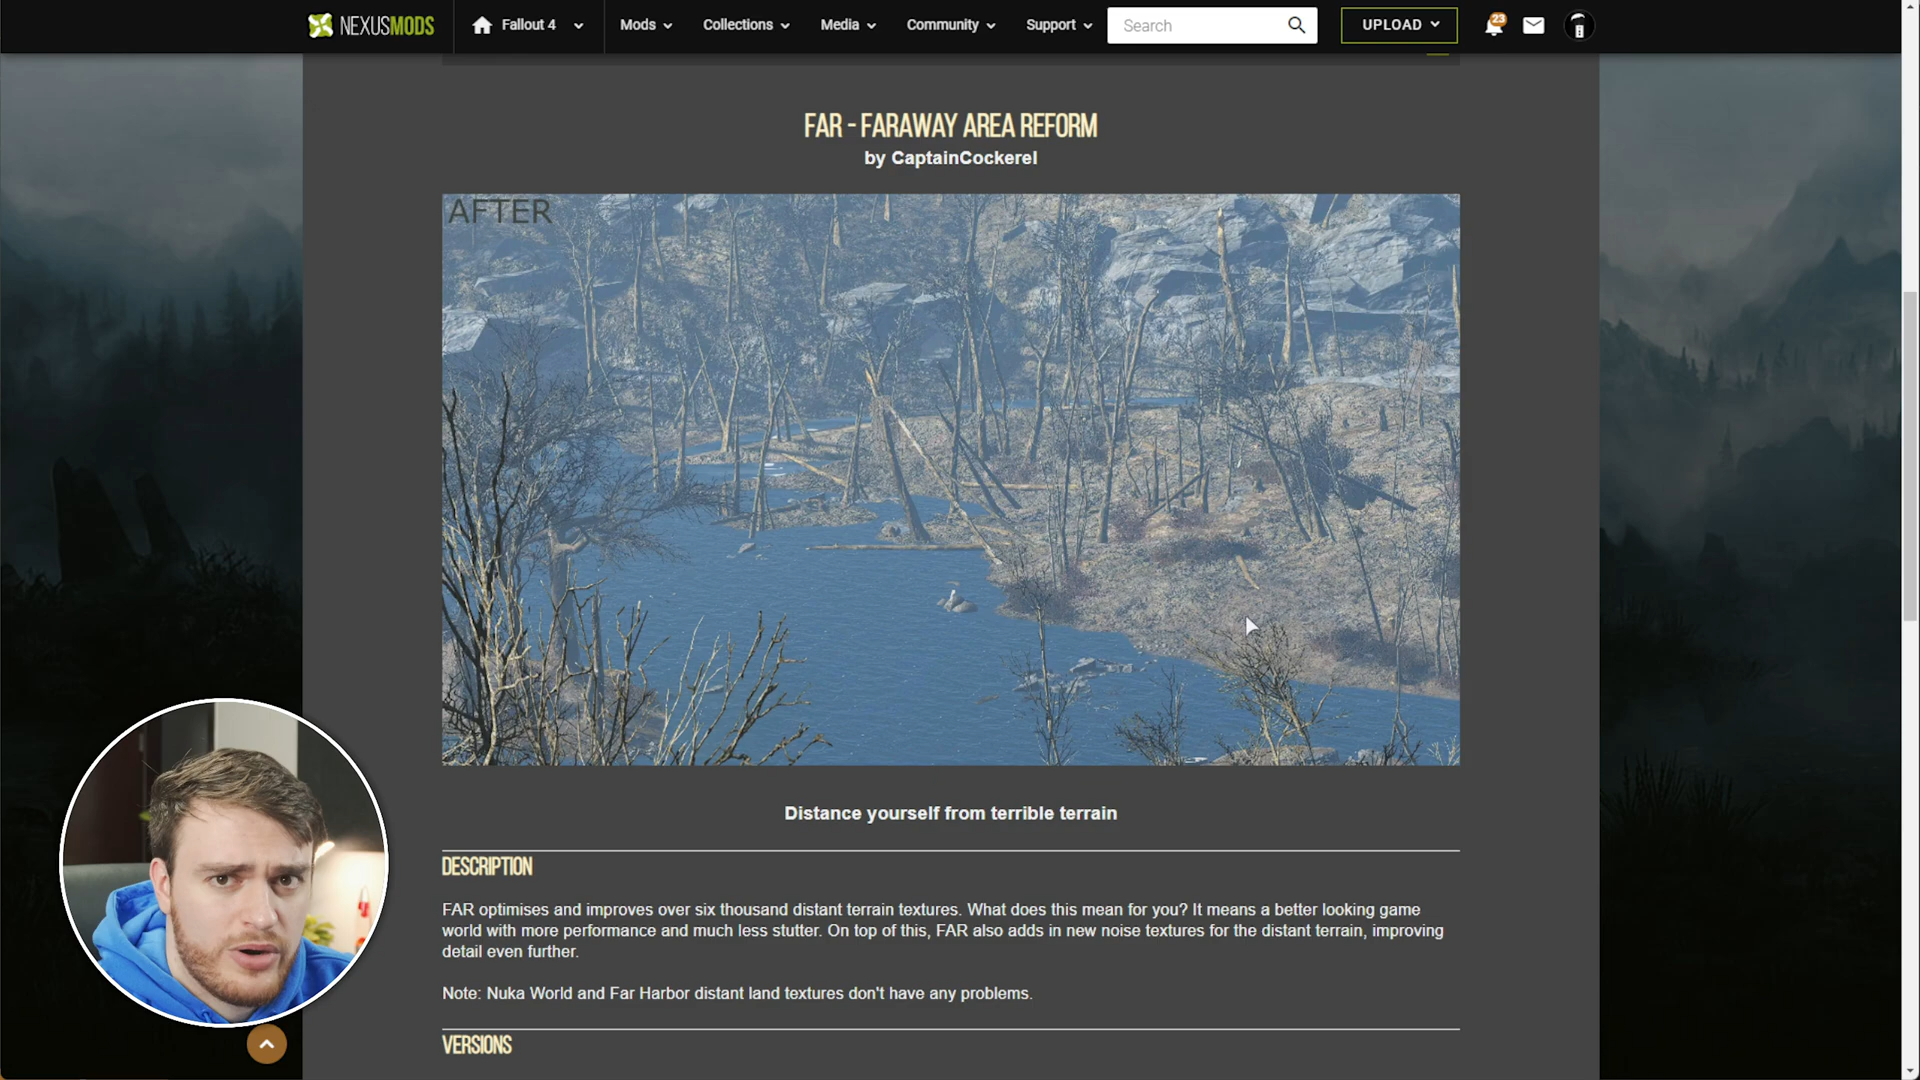 NEXUSMODS Fallout 4 Mods Collections Media Community Support Search UPLOAD 23
FAR - FARAWAY AREA REFORM
by CaptainCockerel
AFTER
Distance yourself from terrible terrain
DESCRIPTION
FAR optimises and improves over six thousand distant terrain textures. What does this mean for you? It means a better looking game
world with more performance and much less stutter. On top of this, FAR also adds in new noise textures for the distant terrain, improving
detail even further.
Note: Nuka World and Far Harbor distant land textures don't have any problems.
VERSIONS